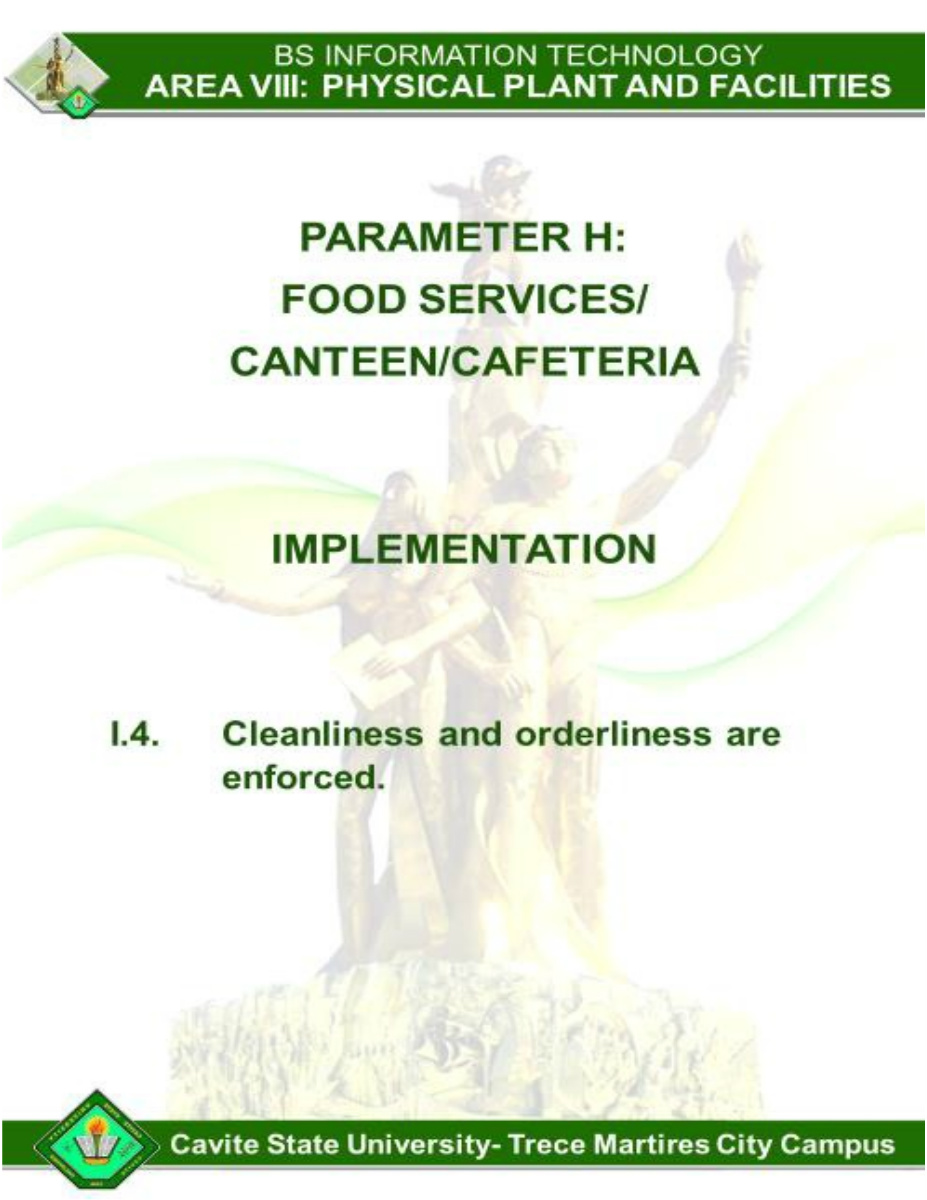 BS INFORMATION TECHNOLOGY
AREA VIII: PHYSICAL PLANT AND FACILITIES
PARAMETER H:
FOOD SERVICES/
CANTEEN/CAFETERIA
IMPLEMENTATION
I.4. Cleanliness and orderliness are
enforced.
Cavite State University- Trece Martires City Campus